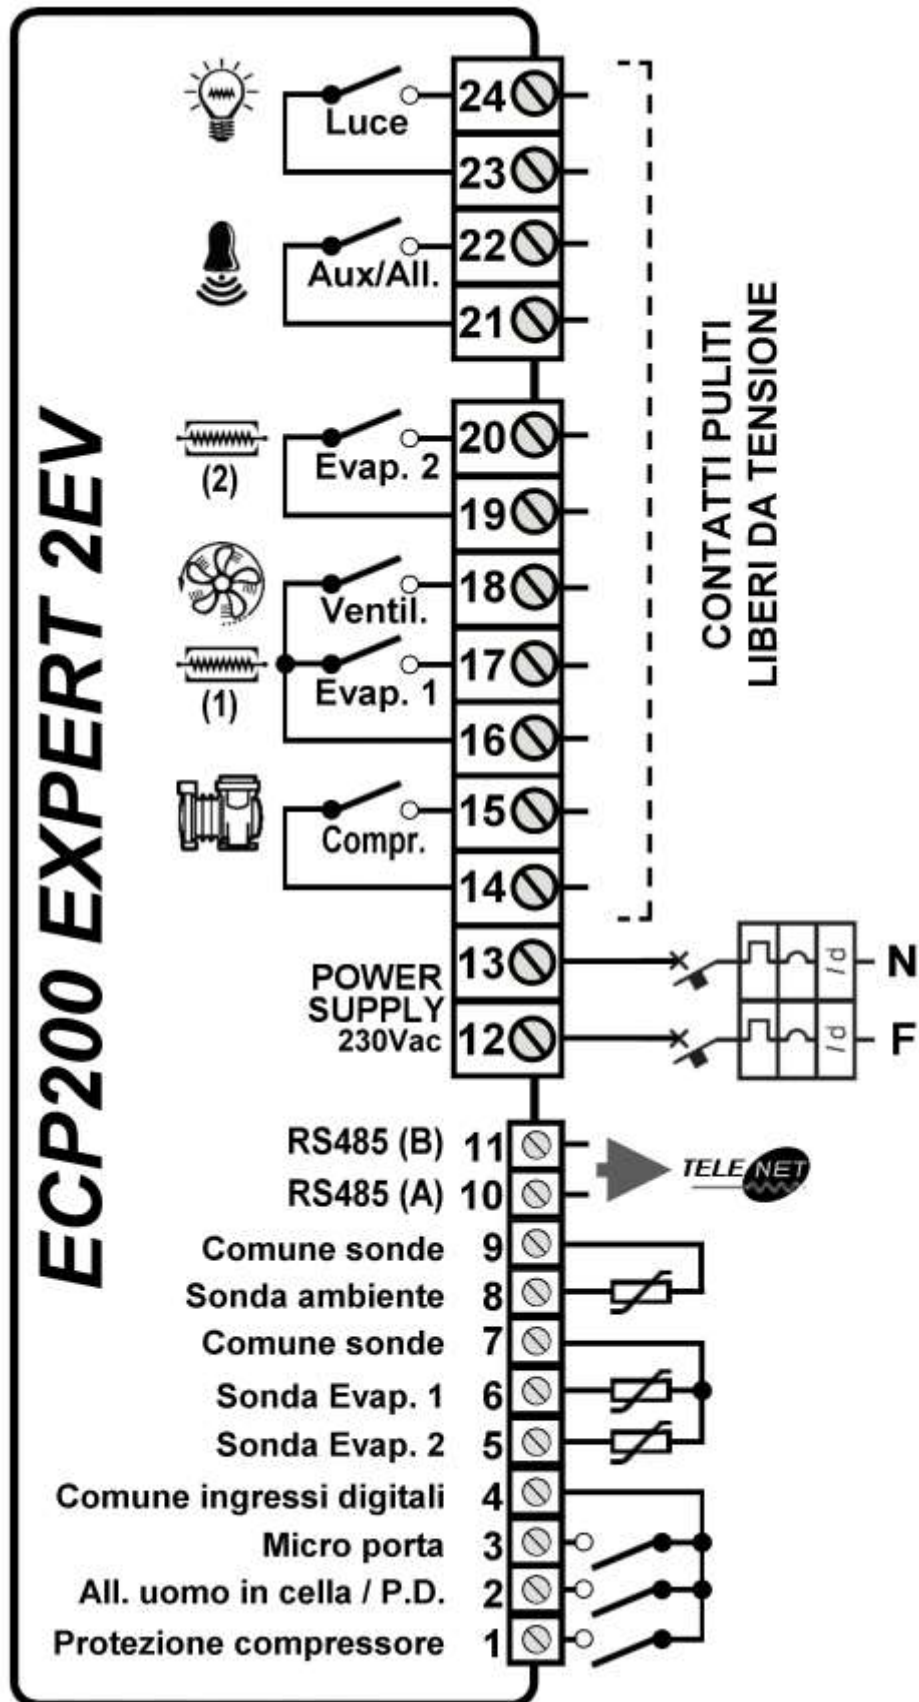 ECP200 EXPERT 2EV
Luce 24
23
Aux/All. 22
21
(2) Evap. 2 20
19
Ventil. 18
(1) Evap. 1 17
16
Compr. 15
14
CONTATTI PULITI
LIBERI DA TENSIONE
POWER
SUPPLY
230Vac
13 Id N
12 Id F
RS485 (B) 11
RS485 (A) 10
TELE NET
Comune sonde 9
Sonda ambiente 8
Comune sonde 7
Sonda Evap. 1 6
Sonda Evap. 2 5
Comune ingressi digitali 4
Micro porta 3
All. uomo in cella / P.D. 2
Protezione compressore 1